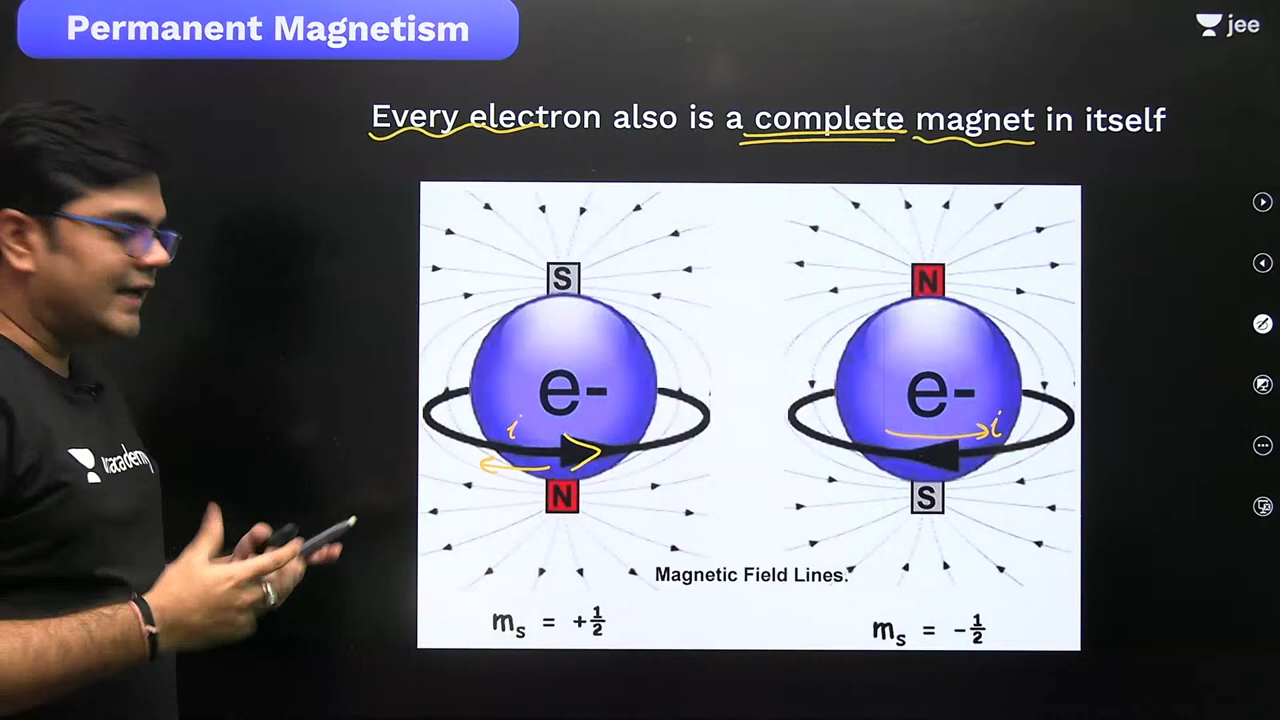 Permanent Magnetism
jee
Every electron also is a complete magnet in itself
S
N
e-
e-
i
i
N
S
unacademy
Magnetic Field Lines.
mₛ = +½
mₛ = -½